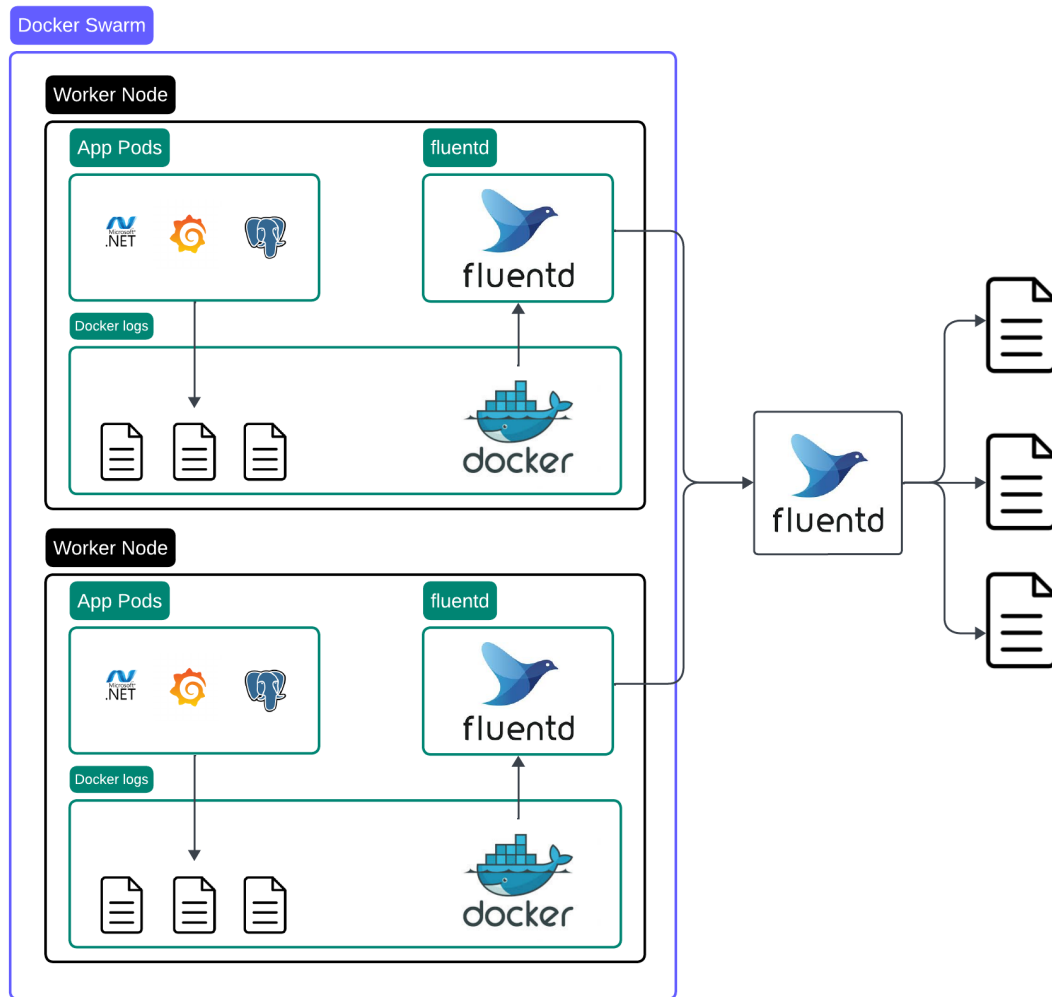 Docker Swarm
Worker Node
App Pods
fluentd
Microsoft
.NET
fluentd
Docker logs
docker
fluentd
Worker Node
App Pods
fluentd
Microsoft
.NET
fluentd
Docker logs
docker